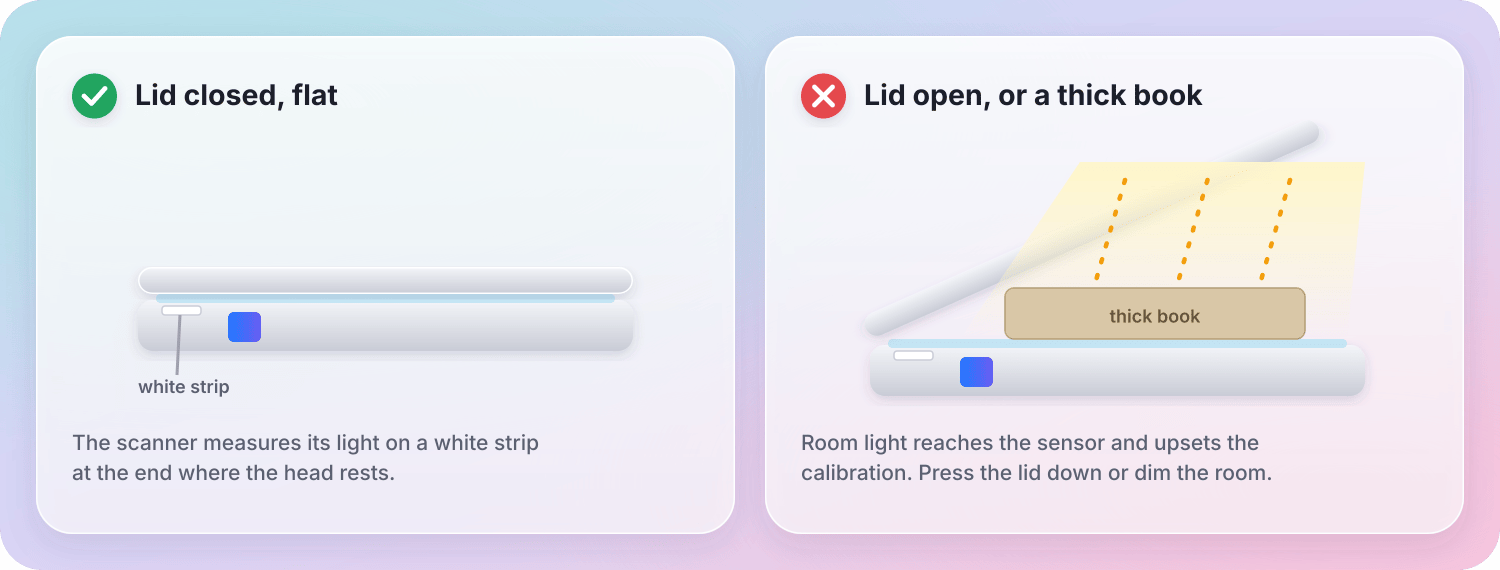 Lid closed, flat
white strip
The scanner measures its light on a white strip
at the end where the head rests.
Lid open, or a thick book
thick book
Room light reaches the sensor and upsets the
calibration. Press the lid down or dim the room.